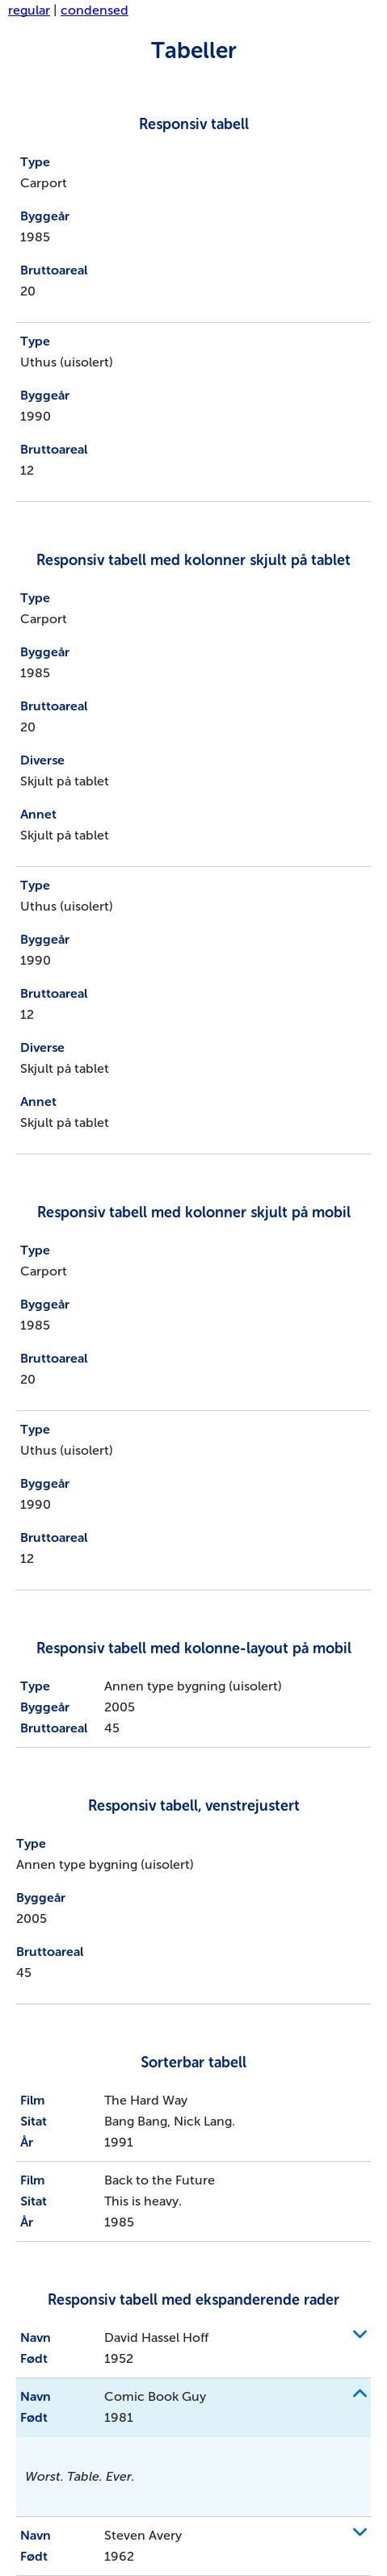 regular | condensed
Tabeller
Responsiv tabell
Type
Carport
Byggeår
1985
Bruttoareal
20
Type
Uthus (uisolert)
Byggeår
1990
Bruttoareal
12
Responsiv tabell med kolonner skjult på tablet
Type
Carport
Byggeår
1985
Bruttoareal
20
Diverse
Skjult på tablet
Annet
Skjult på tablet
Type
Uthus (uisolert)
Byggeår
1990
Bruttoareal
12
Diverse
Skjult på tablet
Annet
Skjult på tablet
Responsiv tabell med kolonner skjult på mobil
Type
Carport
Byggeår
1985
Bruttoareal
20
Type
Uthus (uisolert)
Byggeår
1990
Bruttoareal
12
Responsiv tabell med kolonne-layout på mobil
Type Annen type bygning (uisolert)
Byggeår 2005
Bruttoareal 45
Responsiv tabell, venstrejustert
Type
Annen type bygning (uisolert)
Byggeår
2005
Bruttoareal
45
Sorterbar tabell
Film The Hard Way
Sitat Bang Bang, Nick Lang.
År 1991
Film Back to the Future
Sitat This is heavy.
År 1985
Responsiv tabell med ekspanderende rader
Navn David Hassel Hoff
Født 1952
Navn Comic Book Guy
Født 1981
Worst. Table. Ever.
Navn Steven Avery
Født 1962